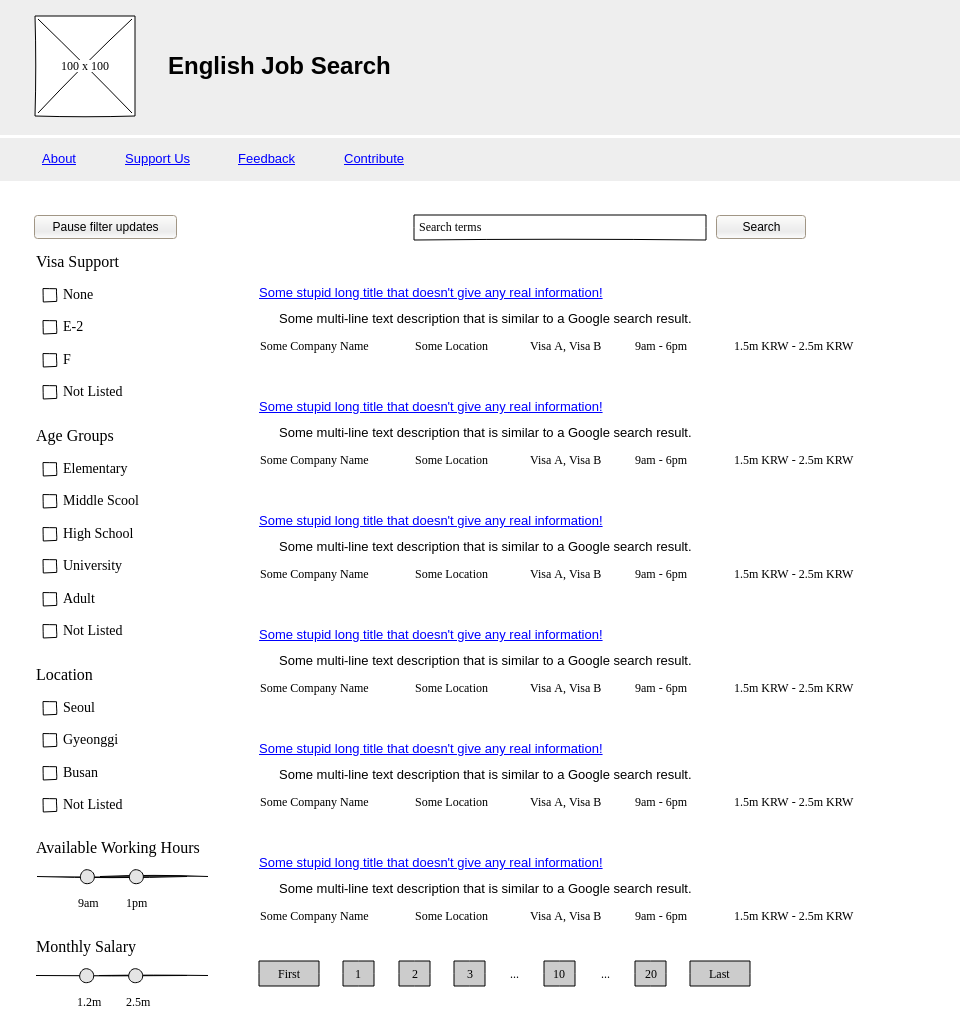 100 x 100
English Job Search
About Support Us Feedback Contribute
Pause filter updates
Search terms Search
Visa Support
None
E-2
F
Not Listed
Age Groups
Elementary
Middle Scool
High School
University
Adult
Not Listed
Location
Seoul
Gyeonggi
Busan
Not Listed
Available Working Hours
9am 1pm
Monthly Salary
1.2m 2.5m
Some stupid long title that doesn't give any real information!
Some multi-line text description that is similar to a Google search result.
Some Company Name Some Location Visa A, Visa B 9am - 6pm 1.5m KRW - 2.5m KRW
Some stupid long title that doesn't give any real information!
Some multi-line text description that is similar to a Google search result.
Some Company Name Some Location Visa A, Visa B 9am - 6pm 1.5m KRW - 2.5m KRW
Some stupid long title that doesn't give any real information!
Some multi-line text description that is similar to a Google search result.
Some Company Name Some Location Visa A, Visa B 9am - 6pm 1.5m KRW - 2.5m KRW
Some stupid long title that doesn't give any real information!
Some multi-line text description that is similar to a Google search result.
Some Company Name Some Location Visa A, Visa B 9am - 6pm 1.5m KRW - 2.5m KRW
Some stupid long title that doesn't give any real information!
Some multi-line text description that is similar to a Google search result.
Some Company Name Some Location Visa A, Visa B 9am - 6pm 1.5m KRW - 2.5m KRW
Some stupid long title that doesn't give any real information!
Some multi-line text description that is similar to a Google search result.
Some Company Name Some Location Visa A, Visa B 9am - 6pm 1.5m KRW - 2.5m KRW
First 1 2 3 ... 10 ... 20 Last